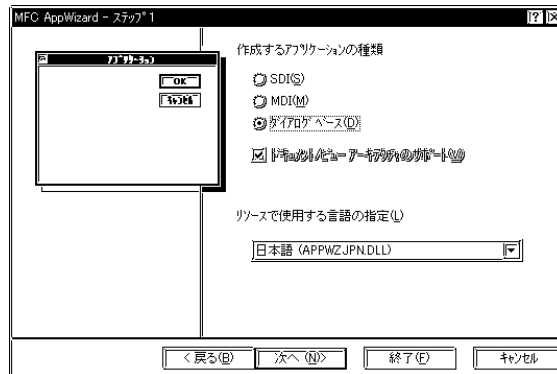 MFC AppWizard - ステップ 1
アプリケーション
OK
キャンセル
作成するアプリケーションの種類
SDI(S)
MDI(M)
ダイアログ ベース(D)
ドキュメント/ビュー アーキテクチャのサポート(V)
リソースで使用する言語の指定(L)
日本語 (APPWZJPN.DLL)
< 戻る(B)
次へ (N)>
終了(F)
キャンセル